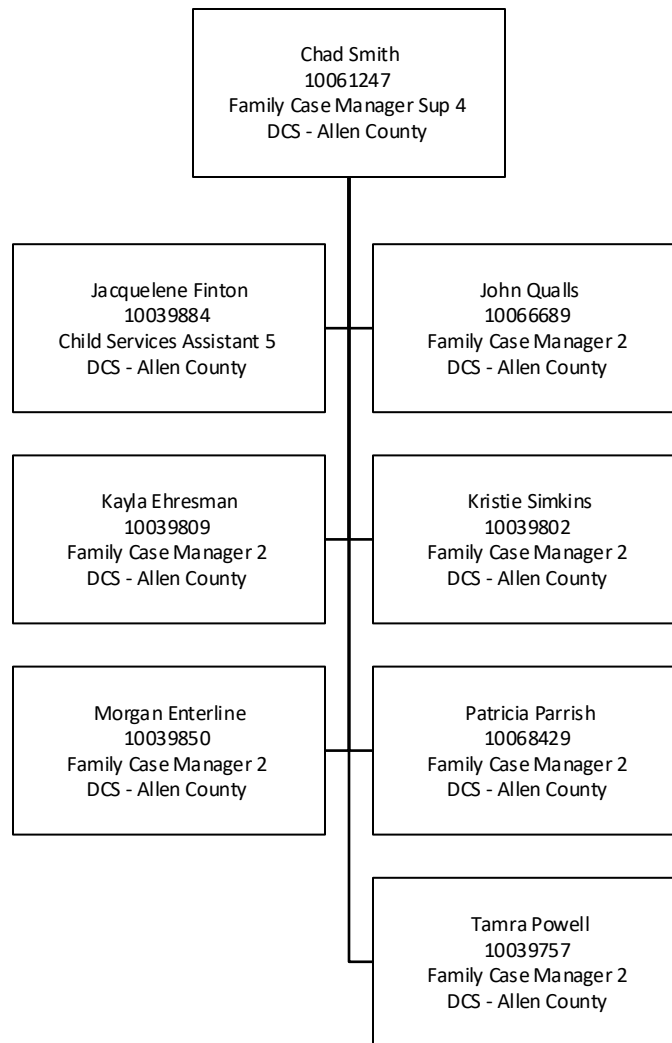 Chad Smith
10061247
Family Case Manager Sup 4
DCS - Allen County
Jacquelene Finton
10039884
Child Services Assistant 5
DCS - Allen County
John Qualls
10066689
Family Case Manager 2
DCS - Allen County
Kayla Ehresman
10039809
Family Case Manager 2
DCS - Allen County
Kristie Simkins
10039802
Family Case Manager 2
DCS - Allen County
Morgan Enterline
10039850
Family Case Manager 2
DCS - Allen County
Patricia Parrish
10068429
Family Case Manager 2
DCS - Allen County
Tamra Powell
10039757
Family Case Manager 2
DCS - Allen County